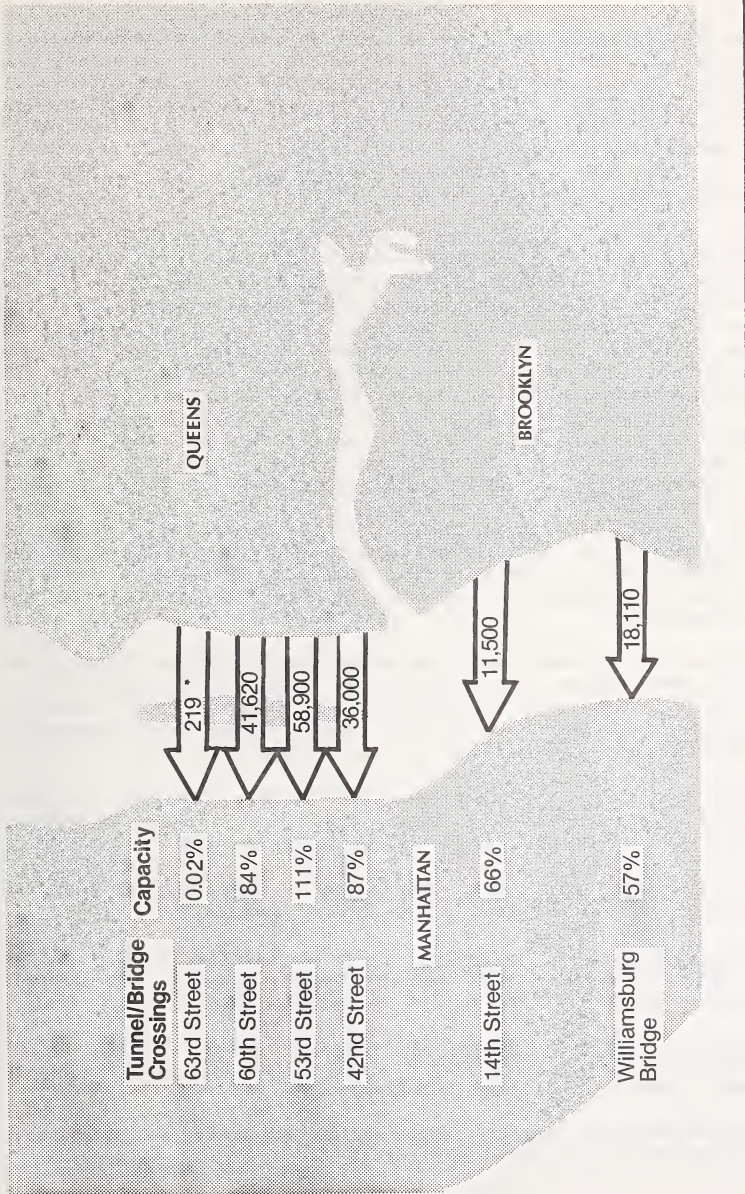 Tunnel/Bridge Crossings Capacity
63rd Street 0.02% 219 *
60th Street 84% 41,620
53rd Street 111% 58,900
42nd Street 87% 36,000
MANHATTAN
14th Street 66% 11,500
Williamsburg
Bridge 57% 18,110
QUEENS
BROOKLYN